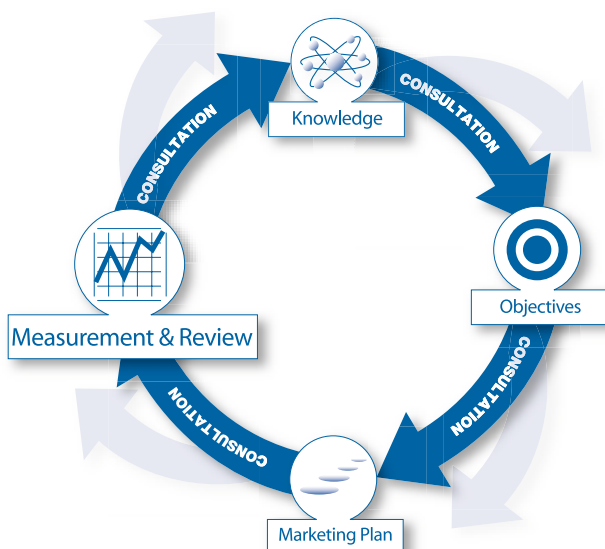 Knowledge
CONSULTATION
Objectives
CONSULTATION
Marketing Plan
CONSULTATION
Measurement & Review
CONSULTATION